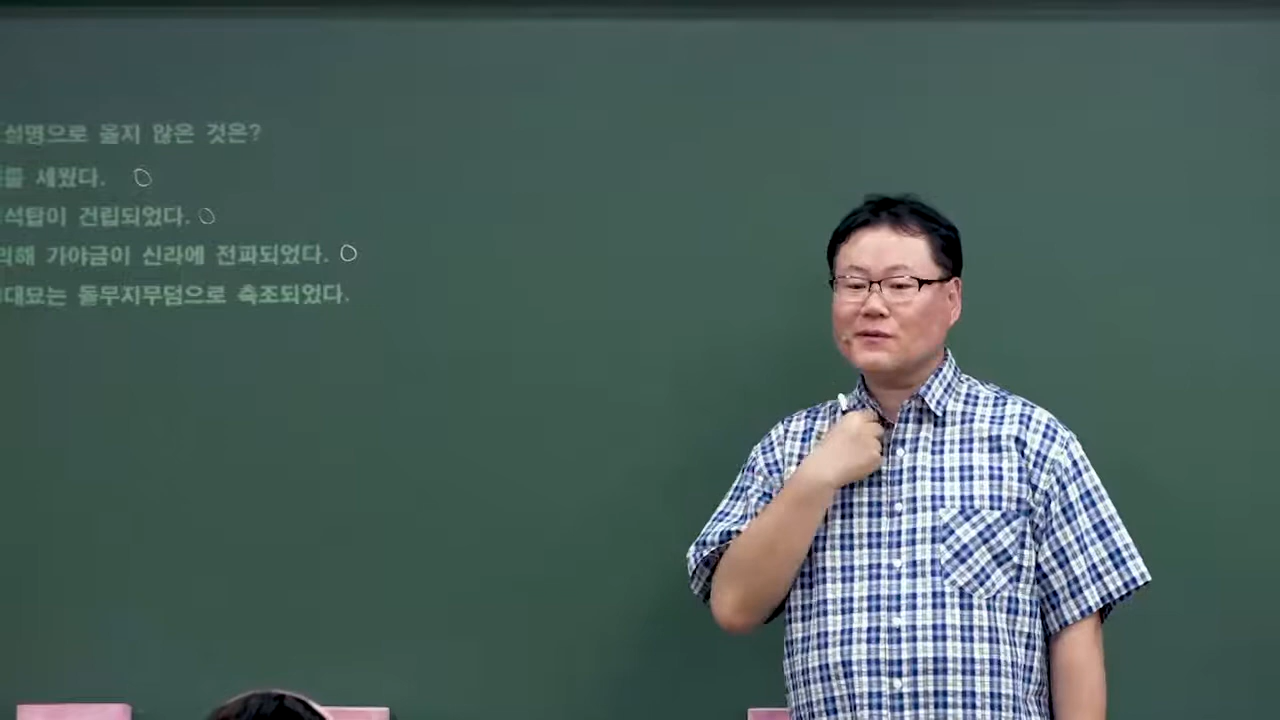 설명으로 옳지 않은 것은?
를 세웠다.
석탑이 건립되었다.
의해 가야금이 신라에 전파되었다.
대묘는 돌무지무덤으로 축조되었다.